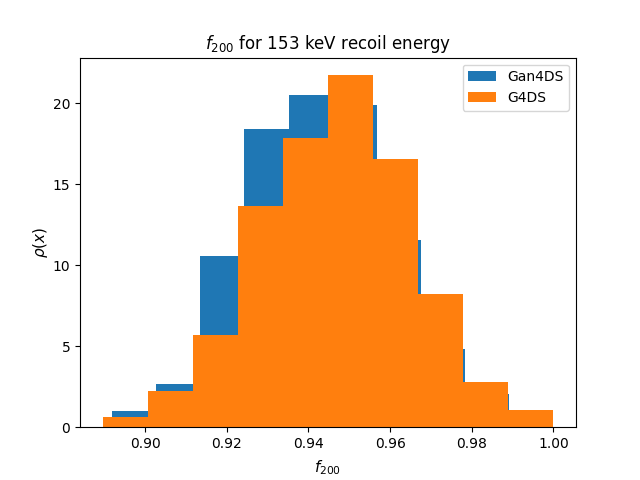 f₂₀₀ for 153 keV recoil energy
Gan4DS
G4DS
20
15
10
5
0
ρ(x)
0.90 0.92 0.94 0.96 0.98 1.00
f₂₀₀